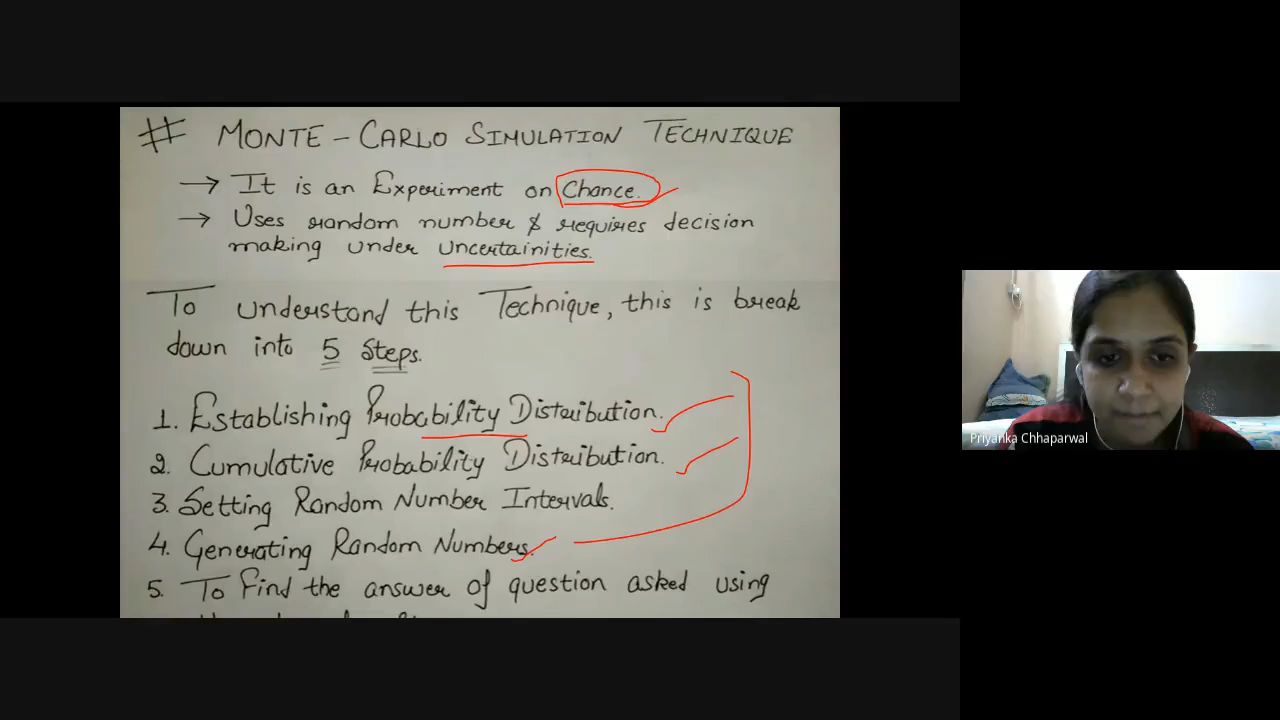 # MONTE - CARLO SIMULATION TECHNIQUE
→ It is an Experiment on Chance.
→ Uses random number & requires decision
making under uncertainities.
To understand this Technique, this is break
down into 5 Steps.
1. Establishing Probability Distribution.
2. Cumulative Probability Distribution.
3. Setting Random Number Intervals.
4. Generating Random Numbers.
5. To Find the answer of question asked using
Priyanka Chhaparwal